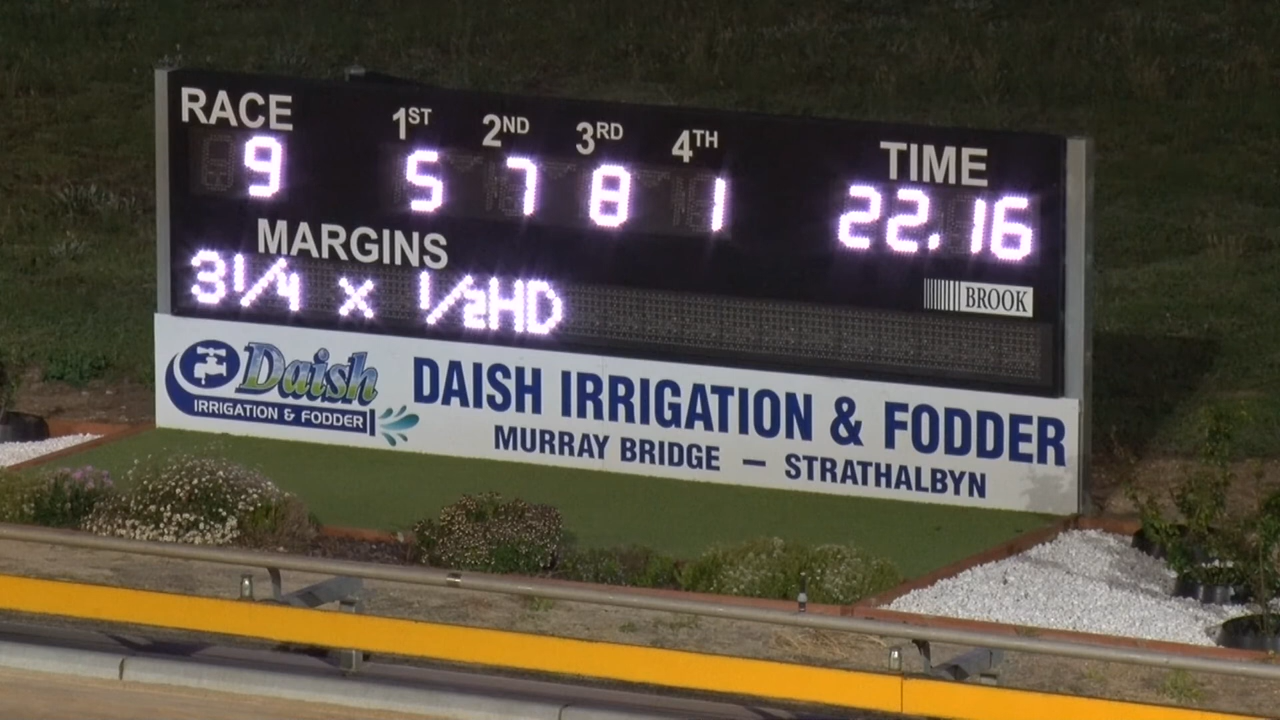 RACE 1ST 2ND 3RD 4TH TIME
9 5 7 8 1 22.16
MARGINS
3 1/4 x 1/2HD
BROOK
Daish
IRRIGATION & FODDER
DAISH IRRIGATION & FODDER
MURRAY BRIDGE – STRATHALBYN